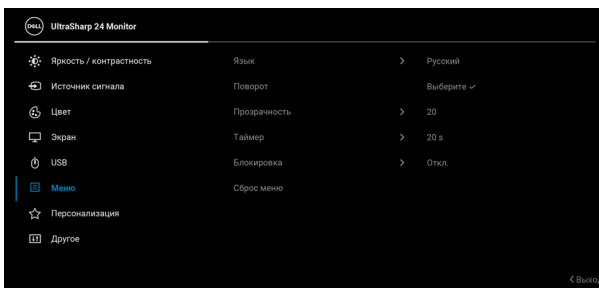 DELL UltraSharp 24 Monitor
Яркость / контрастность Язык > Русский
Источник сигнала Поворот Выберите ✓
Цвет Прозрачность > 20
Экран Таймер > 20 s
USB Блокировка > Откл.
Меню Сброс меню
Персонализация
Другое
< Выход